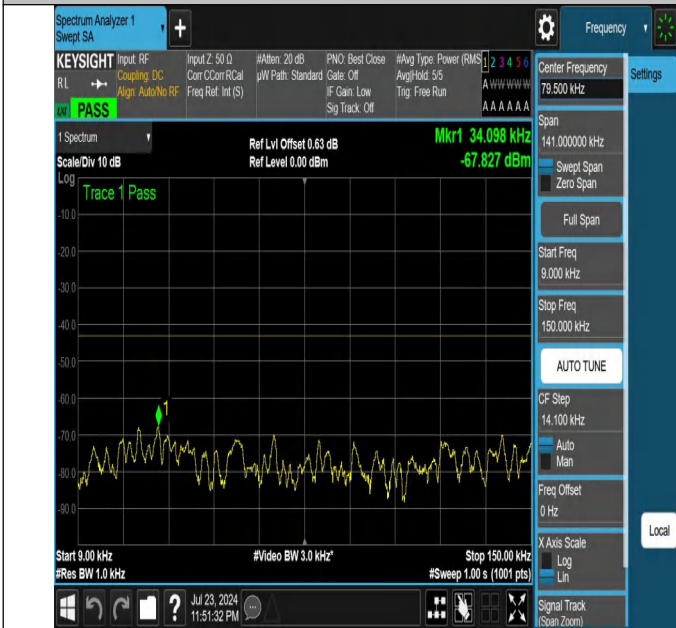 Spectrum Analyzer 1
Swept SA
+
Frequency
KEYSIGHT
RL
PASS
Input: RF
Coupling: DC
Align: Auto/No RF
Input Z: 50 Ω
Corr CCorr RCal
Freq Ref: Int (S)
#Atten: 20 dB
µW Path: Standard
PNO: Best Close
Gate: Off
IF Gain: Low
Sig Track: Off
#Avg Type: Power (RMS)
Avg|Hold: 5/5
Trig: Free Run
1 2 3 4 5 6
A W W W W W
A A A A A A
Center Frequency
79.500 kHz
Settings
Span
141.000000 kHz
Swept Span
Zero Span
Full Span
Start Freq
9.000 kHz
Stop Freq
150.000 kHz
AUTO TUNE
CF Step
14.100 kHz
Auto
Man
Freq Offset
0 Hz
X Axis Scale
Log
Lin
Signal Track
(Span Zoom)
Local
1 Spectrum
Scale/Div 10 dB
Log
Ref Lvl Offset 0.63 dB
Ref Level 0.00 dBm
Mkr1 34.098 kHz
-67.827 dBm
Trace 1 Pass
-10.0
-20.0
-30.0
-40.0
-50.0
-60.0
-70.0
-80.0
-90.0
1
Start 9.00 kHz
#Res BW 1.0 kHz
#Video BW 3.0 kHz*
Stop 150.00 kHz
#Sweep 1.00 s (1001 pts)
?
Jul 23, 2024
11:51:32 PM